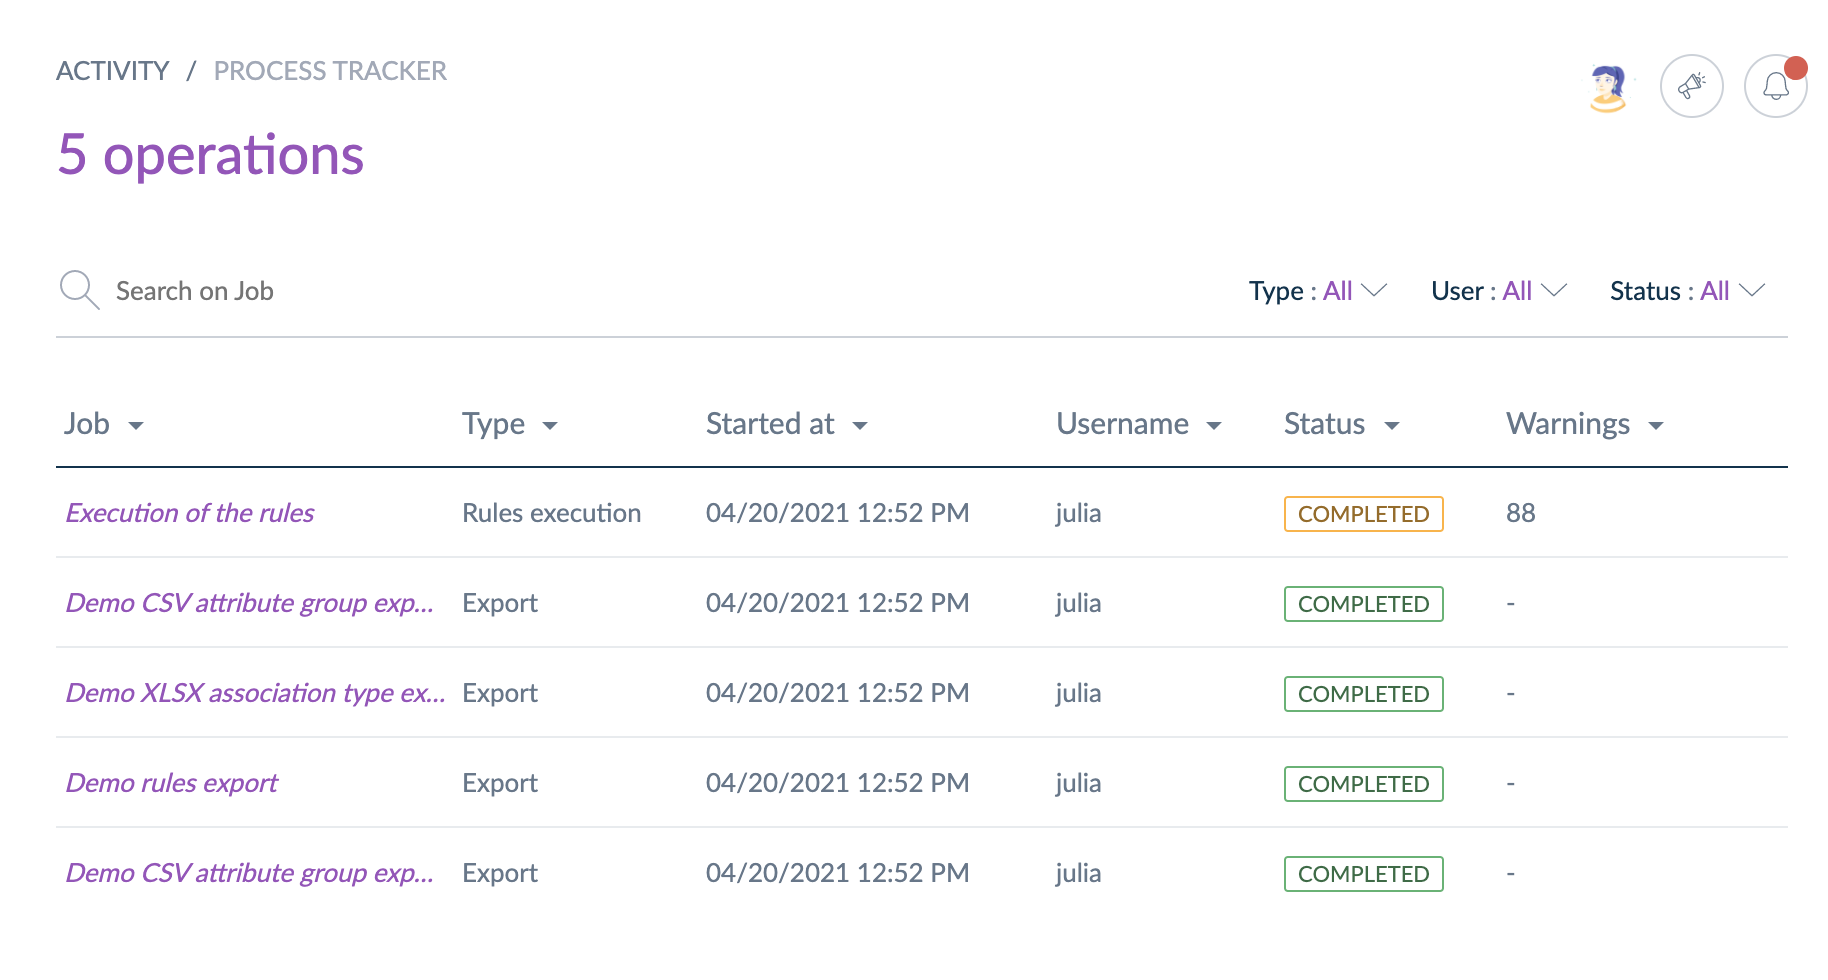 ACTIVITY / PROCESS TRACKER
5 operations
Search on Job Type : All User : All Status : All
Job Type Started at Username Status Warnings
Execution of the rules Rules execution 04/20/2021 12:52 PM julia COMPLETED 88
Demo CSV attribute group exp... Export 04/20/2021 12:52 PM julia COMPLETED -
Demo XLSX association type ex... Export 04/20/2021 12:52 PM julia COMPLETED -
Demo rules export Export 04/20/2021 12:52 PM julia COMPLETED -
Demo CSV attribute group exp... Export 04/20/2021 12:52 PM julia COMPLETED -